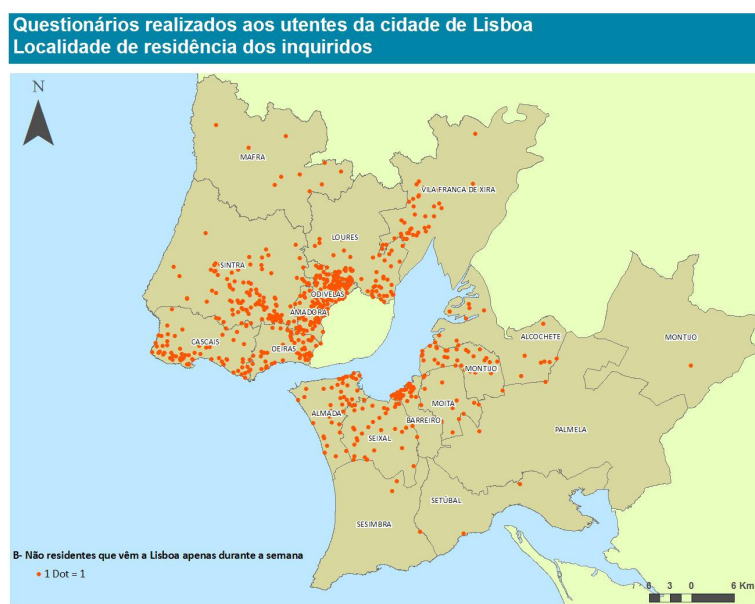 Questionários realizados aos utentes da cidade de Lisboa
Localidade de residência dos inquiridos
N
MAFRA
VILA FRANCA DE XIRA
LOURES
SINTRA
ODIVELAS
AMADORA
CASCAIS
OEIRAS
ALCOCHETE
MONTIJO
MONTIJO
MOITA
ALMADA
BARREIRO
SEIXAL
PALMELA
SETÚBAL
SESIMBRA
B- Não residentes que vêm a Lisboa apenas durante a semana
1 Dot = 1
6 3 0 6 Km